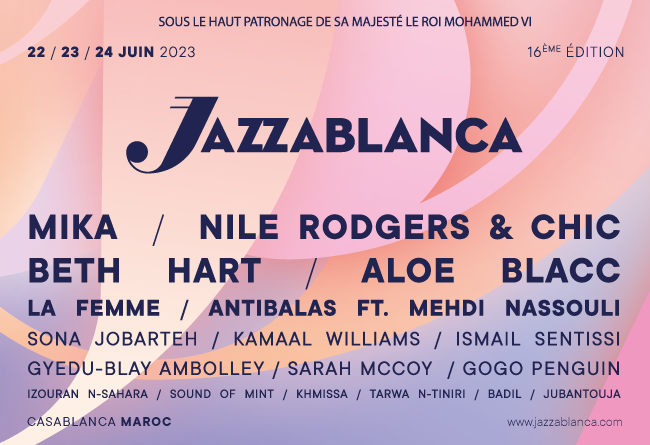 SOUS LE HAUT PATRONAGE DE SA MAJESTÉ LE ROI MOHAMMED VI
22 / 23 / 24 JUIN 2023
16ÈME ÉDITION
JAZZABLANCA
MIKA / NILE RODGERS & CHIC
BETH HART / ALOE BLACC
LA FEMME / ANTIBALAS FT. MEHDI NASSOULI
SONA JOBARTEH / KAMAAL WILLIAMS / ISMAIL SENTISSI
GYEDU-BLAY AMBOLLEY / SARAH MCCOY / GOGO PENGUIN
IZOURAN N-SAHARA / SOUND OF MINT / KHMISSA / TARWA N-TINIRI / BADIL / JUBANTOUJA
CASABLANCA MAROC
www.jazzablanca.com